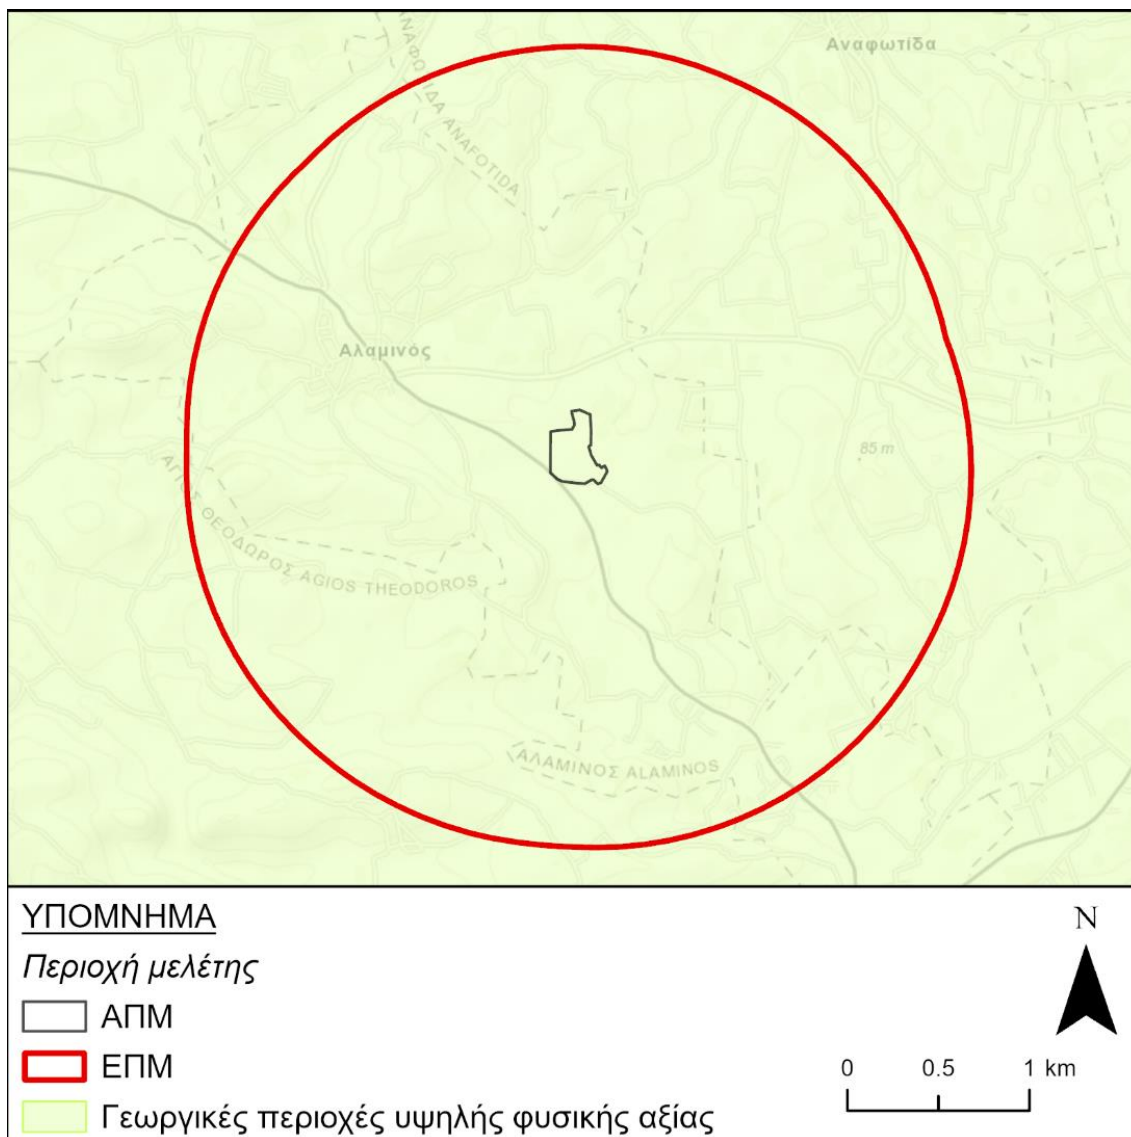 Αναφωτίδα
ΑΝΑΦΩΤΙΔΑ ANAFOTIDA
Αλαμινός
85 m
ΑΓΙΟΣ ΘΕΟΔΩΡΟΣ AGIOS THEODOROS
ΑΛΑΜΙΝΟΣ ALAMINOS
ΥΠΟΜΝΗΜΑ
Περιοχή μελέτης
ΑΠΜ
ΕΠΜ
Γεωργικές περιοχές υψηλής φυσικής αξίας
N
0 0.5 1 km